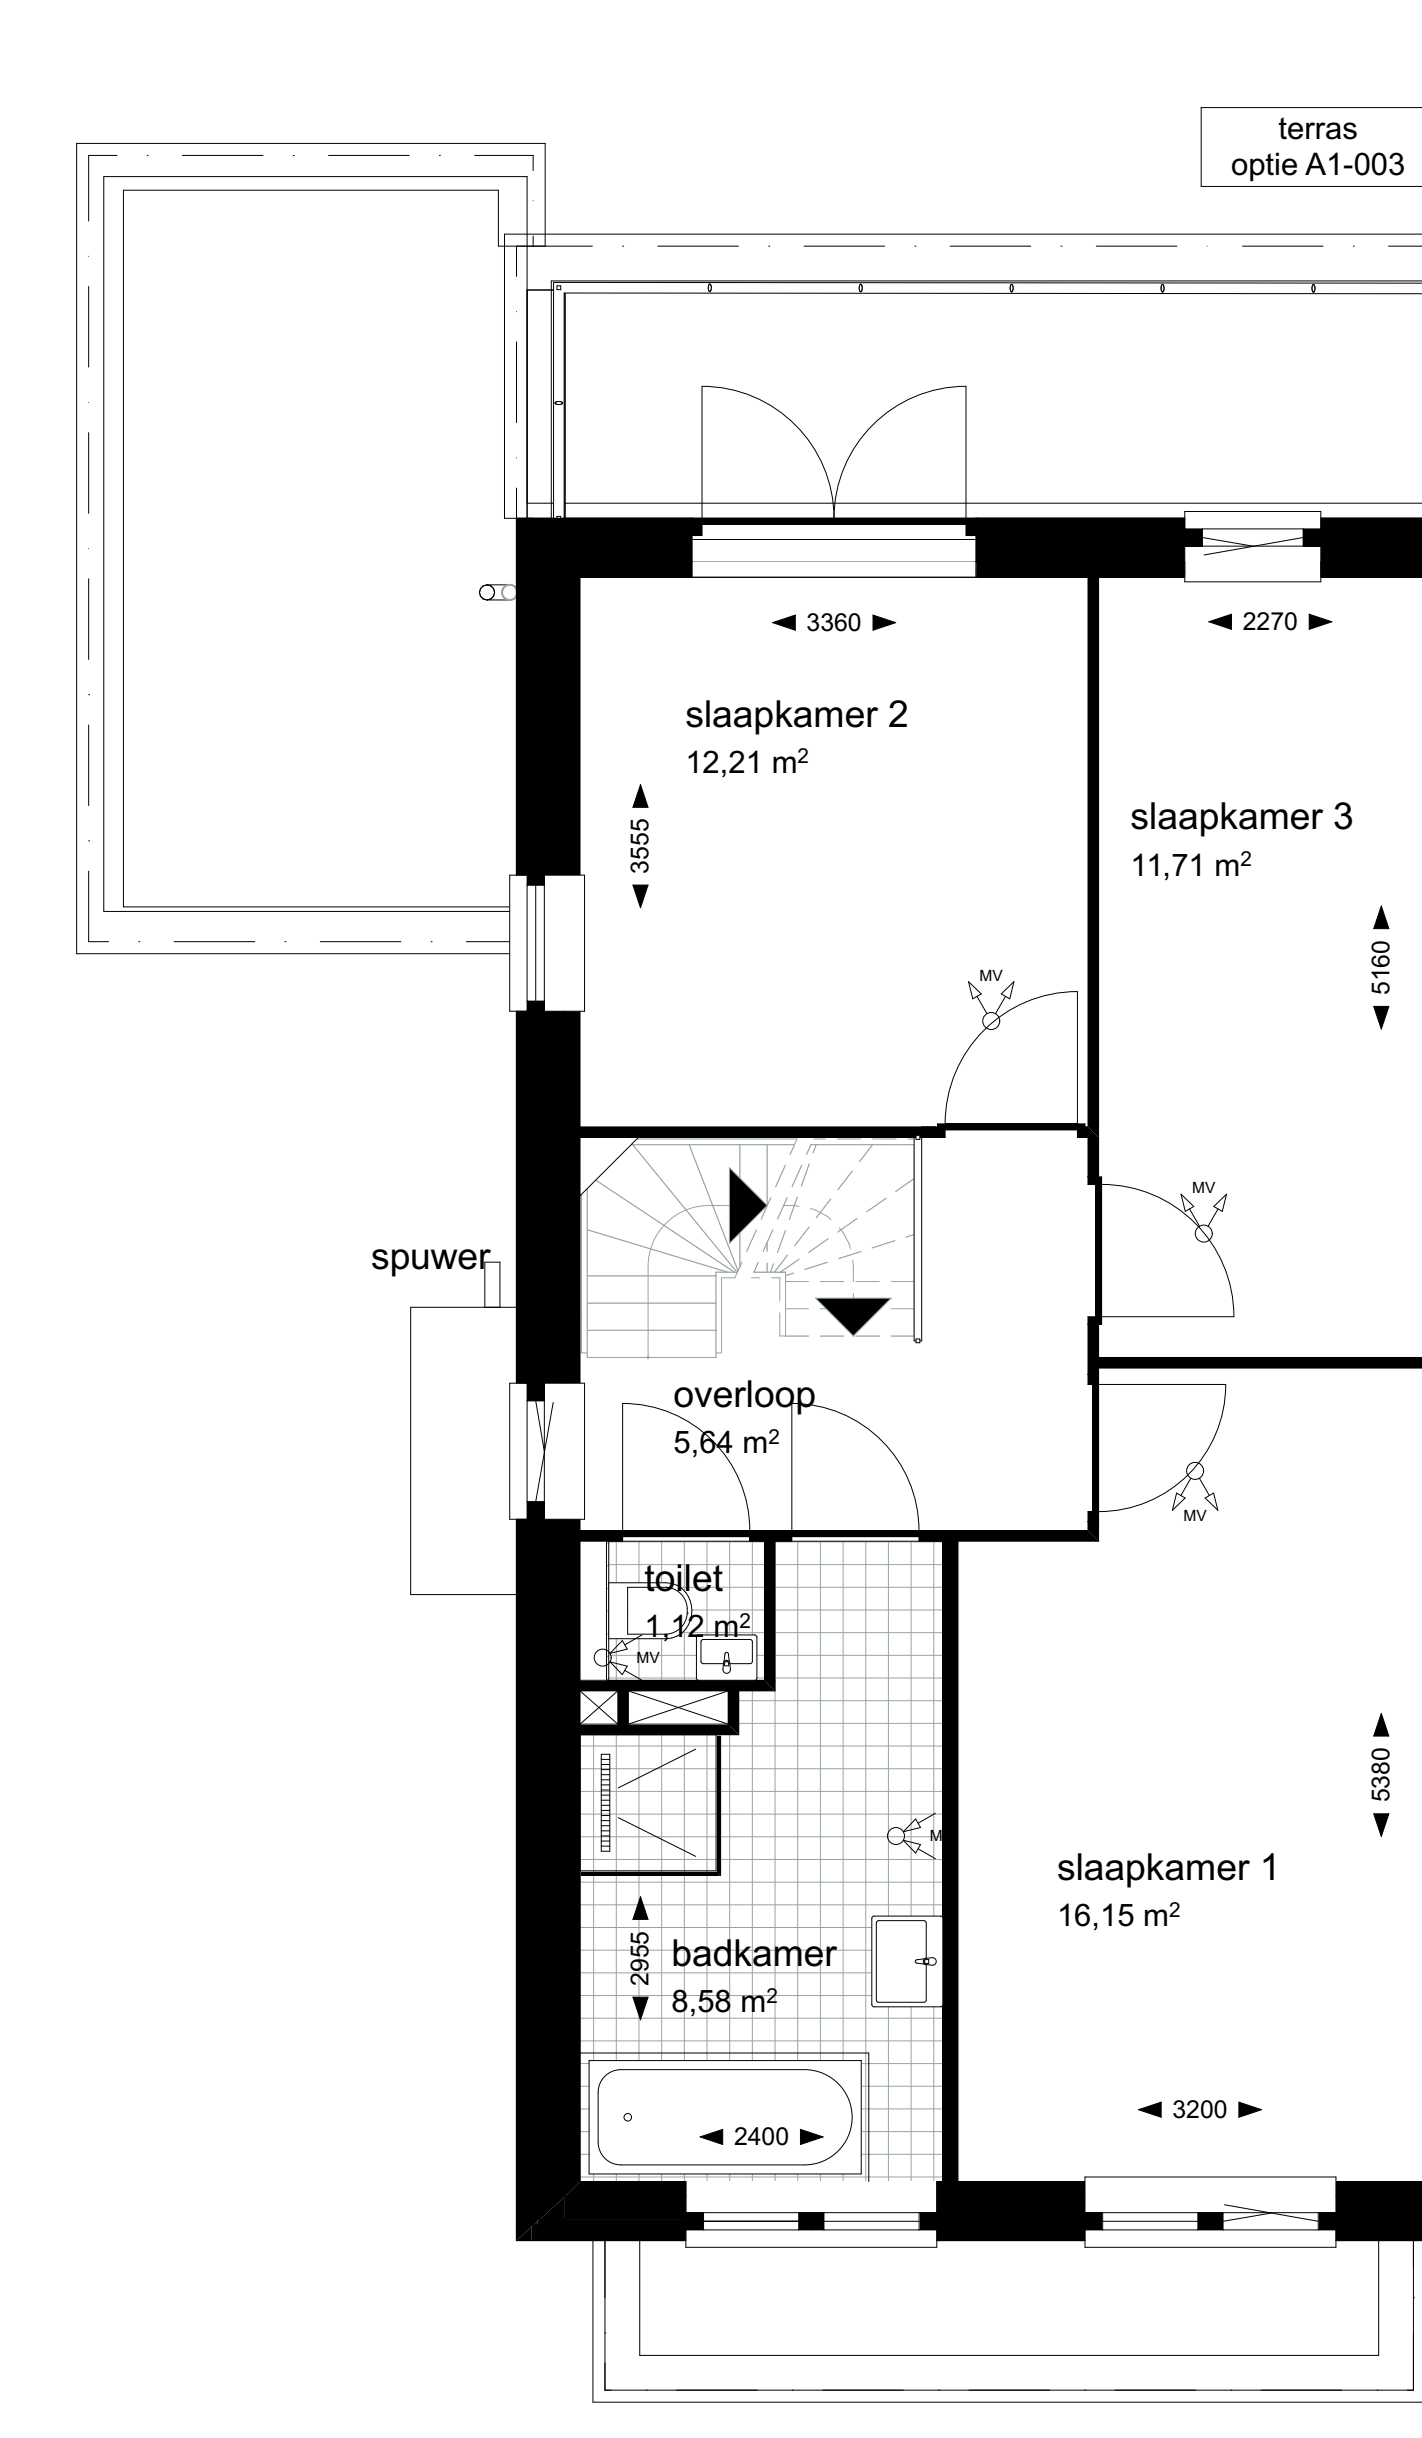 terras
optie A1-003
3360
2270
slaapkamer 2
12,21 m²
3555
slaapkamer 3
11,71 m²
5160
MV
MV
spuwer
overloop
5,64 m²
MV
toilet
1,12 m²
MV
5380
M
slaapkamer 1
16,15 m²
2955
badkamer
8,58 m²
3200
2400